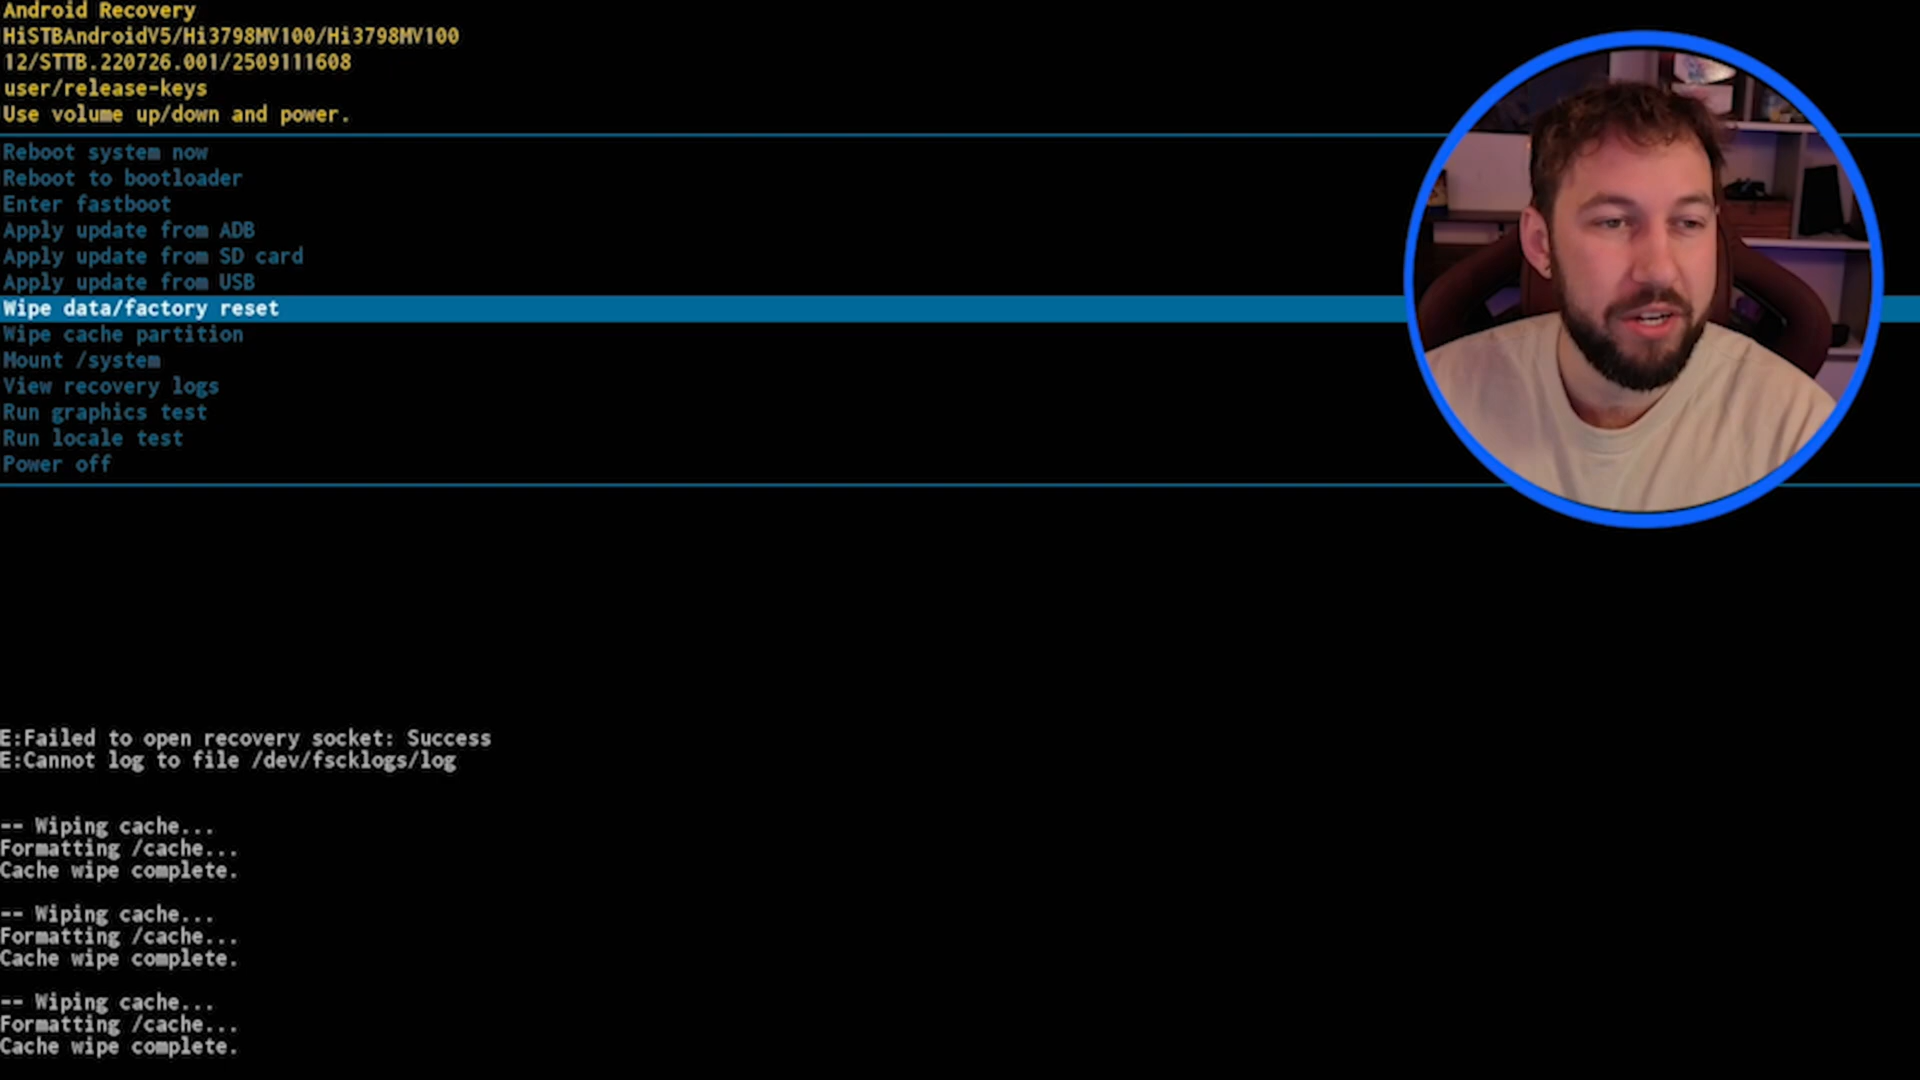 Android Recovery
HiSTBAndroidV5/Hi3798MV100/Hi3798MV100
12/STTB.220726.001/2509111608
user/release-keys
Use volume up/down and power.
Reboot system now
Reboot to bootloader
Enter fastboot
Apply update from ADB
Apply update from SD card
Apply update from USB
Wipe data/factory reset
Wipe cache partition
Mount /system
View recovery logs
Run graphics test
Run locale test
Power off
E:Failed to open recovery socket: Success
E:Cannot log to file /dev/fscklogs/log
-- Wiping cache...
Formatting /cache...
Cache wipe complete.
-- Wiping cache...
Formatting /cache...
Cache wipe complete.
-- Wiping cache...
Formatting /cache...
Cache wipe complete.